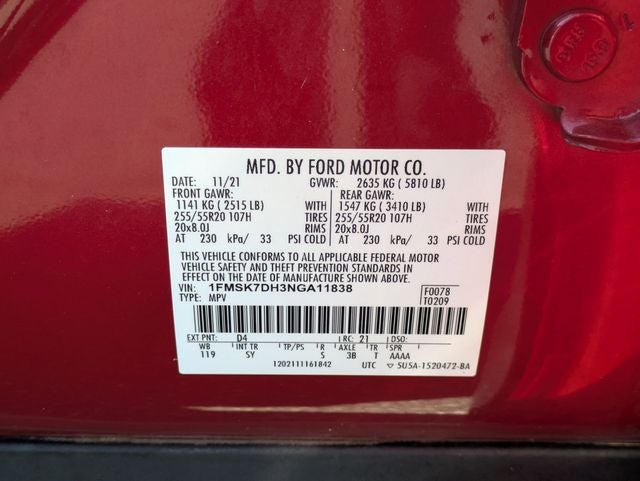 MFD. BY FORD MOTOR CO.
DATE: 11/21 GVWR: 2635 KG ( 5810 LB)
FRONT GAWR: REAR GAWR:
1141 KG ( 2515 LB) WITH 1547 KG ( 3410 LB) WITH
255/55R20 107H TIRES 255/55R20 107H TIRES
20x8.0J RIMS 20x8.0J RIMS
AT 230 kPa/ 33 PSI COLD AT 230 kPa/ 33 PSI COLD
THIS VEHICLE CONFORMS TO ALL APPLICABLE FEDERAL MOTOR
VEHICLE SAFETY AND THEFT PREVENTION STANDARDS IN
EFFECT ON THE DATE OF MANUFACTURE SHOWN ABOVE.
VIN: 1FMSK7DH3NGA11838 F0078
TYPE: MPV T0209
EXT PNT: D4 RC: 21 DSO:
WB INT TR TP/PS R AXLE TR SPR
119 SY S 3B T AAAA
1202111161842 UTC 5U5A-1520472-BA